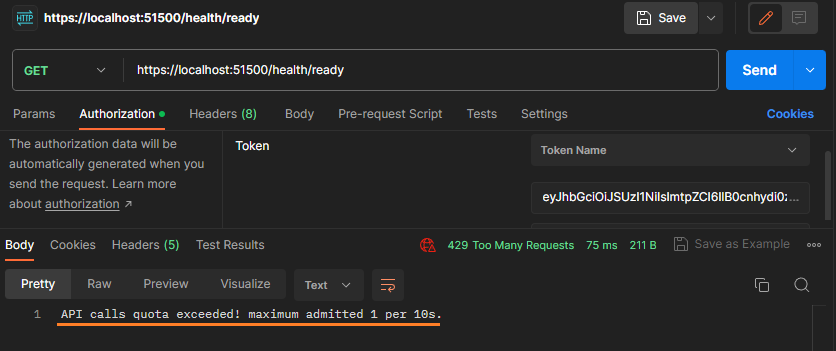 HTTP https://localhost:51500/health/ready Save
GET https://localhost:51500/health/ready Send
Params Authorization Headers (8) Body Pre-request Script Tests Settings Cookies
The authorization data will be
automatically generated when you
send the request. Learn more
about authorization ↗
Token
Token Name
eyJhbGciOiJSUzI1NiIsImtpZCI6IlB0cnhydi0z...
Body Cookies Headers (5) Test Results 429 Too Many Requests 75 ms 211 B Save as Example
Pretty Raw Preview Visualize Text
1 API calls quota exceeded! maximum admitted 1 per 10s.